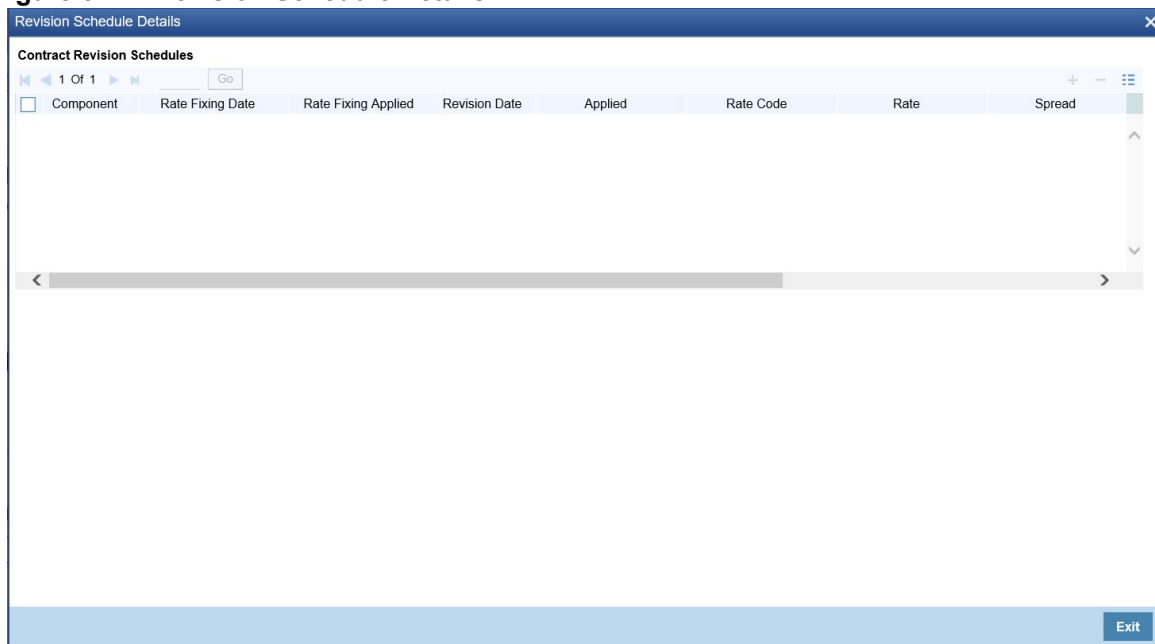 Revision Schedule Details
Contract Revision Schedules
1 Of 1 Go
Component Rate Fixing Date Rate Fixing Applied Revision Date Applied Rate Code Rate Spread
Exit